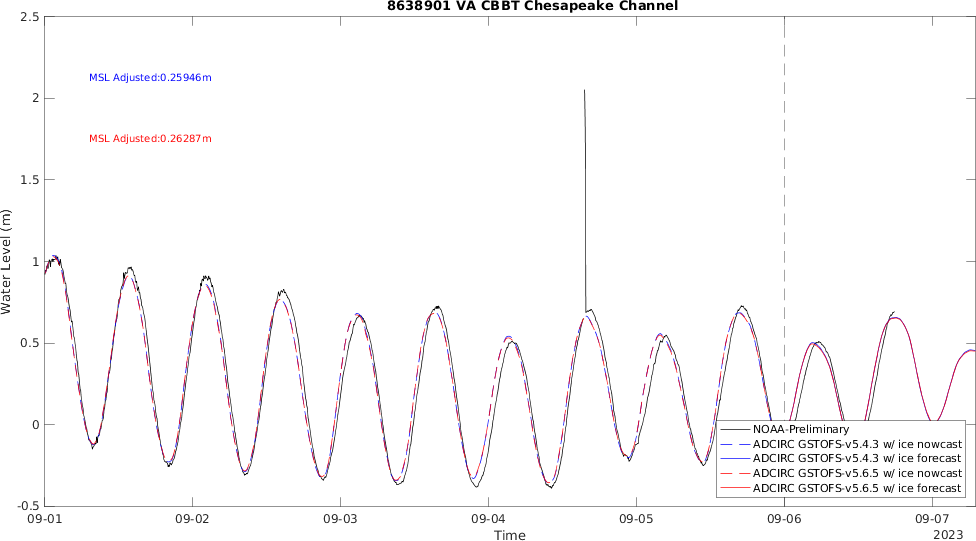 8638901 VA CBBT Chesapeake Channel
2.5
MSL Adjusted:0.25946m
2
MSL Adjusted:0.26287m
1.5
1
0.5
0
-0.5
Water Level (m)
NOAA-Preliminary
ADCIRC GSTOFS-v5.4.3 w/ ice nowcast
ADCIRC GSTOFS-v5.4.3 w/ ice forecast
ADCIRC GSTOFS-v5.6.5 w/ ice nowcast
ADCIRC GSTOFS-v5.6.5 w/ ice forecast
09-01 09-02 09-03 09-04 09-05 09-06 09-07
Time
2023